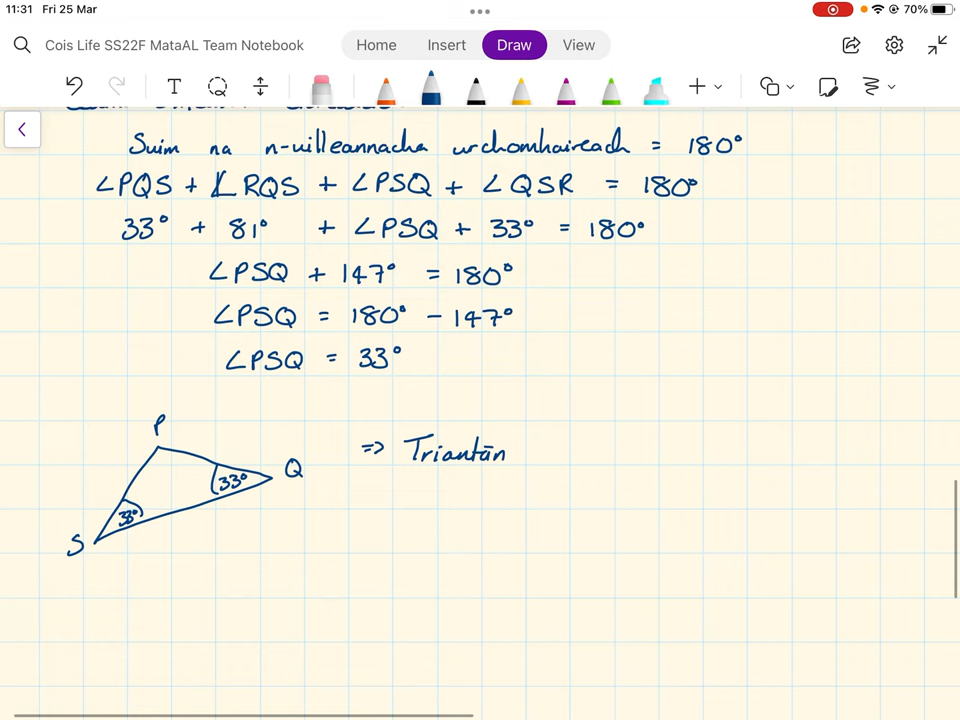 11:31 Fri 25 Mar
70%
Cois Life SS22F MataAL Team Notebook
Home Insert Draw View
Suim na n-uilleannacha urchomhaireach = 180°
∠PQS + ∠RQS + ∠PSQ + ∠QSR = 180°
33° + 81° + ∠PSQ + 33° = 180°
∠PSQ + 147° = 180°
∠PSQ = 180° - 147°
∠PSQ = 33°
P
=> Triantán
Q
33°
33°
S